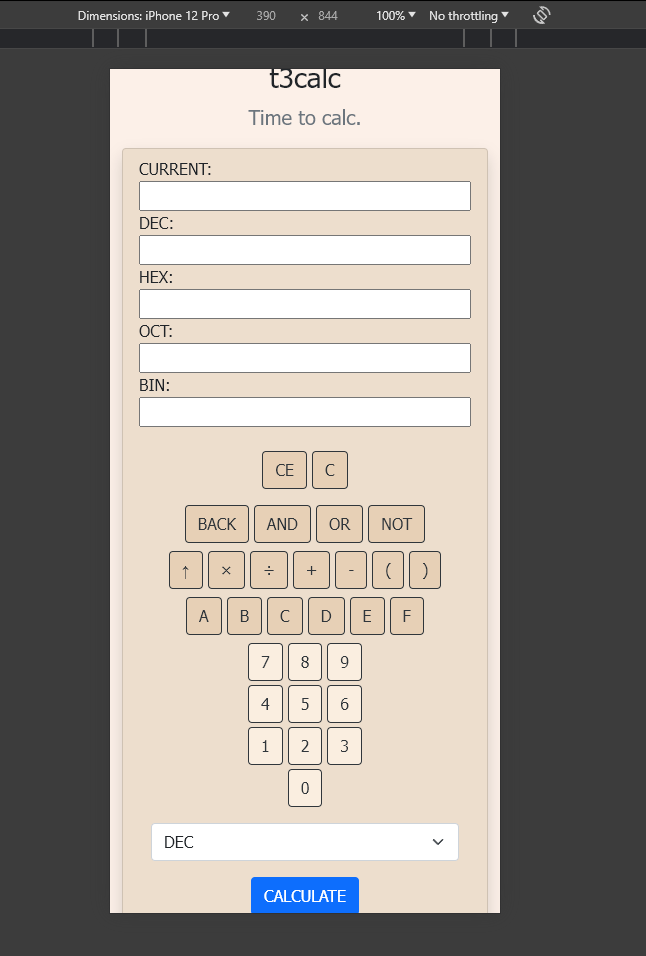 Dimensions: iPhone 12 Pro ▼ 390 × 844 100% ▼ No throttling ▼
t3calc
Time to calc.
CURRENT:
DEC:
HEX:
OCT:
BIN:
CE C
BACK AND OR NOT
↑ × ÷ + - ( )
A B C D E F
7 8 9
4 5 6
1 2 3
0
DEC
CALCULATE